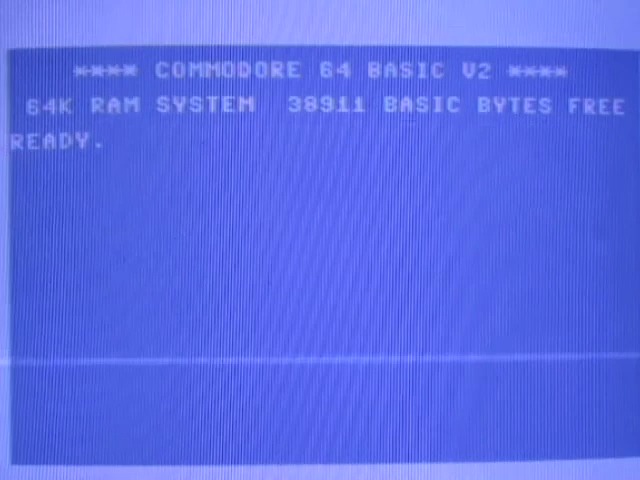 **** COMMODORE 64 BASIC V2 ****
64K RAM SYSTEM 38911 BASIC BYTES FREE
READY.